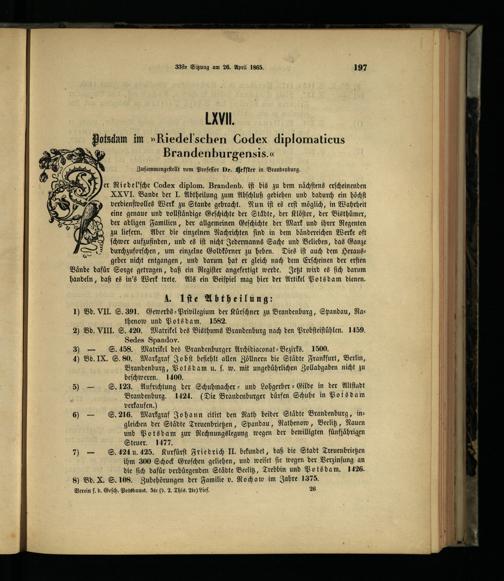 33ste Sitzung am 26. April 1865.
197
LXVII.
Potsdam im »Riedel'schen Codex diplomaticus
Brandenburgensis.«
Zusammengestellt vom Professor Dr. Heffter in Brandenburg.
Der Riedel'sche Codex diplom. Brandenb. ist bis zu dem nächstens erscheinenden
XXVI. Bande der I. Abtheilung zum Abschluß gediehen und dadurch ein höchst
verdienstvolles Werk zu Stande gebracht. Nun ist es erst möglich, in Wahrheit
eine genaue und vollständige Geschichte der Städte, der Klöster, der Bisthümer,
der adligen Familien, der allgemeinen Geschichte der Mark und ihrer Regenten
zu liefern. Aber die einzelnen Nachrichten sind in dem bändereichen Werke oft
schwer aufzufinden, und es ist nicht Jedermanns Sache und Belieben, das Ganze
durchzuforschen, um einzelne Goldkörner zu heben. Dies ist auch dem Heraus-
geber nicht entgangen, und darum hat er gleich nach dem Erscheinen der ersten
Bände dafür Sorge getragen, daß ein Register angefertigt werde. Jetzt wird es sich darum
handeln, daß es in's Werk trete. Als ein Beispiel mag hier der Artikel Potsdam dienen.
A. 1ste Abtheilung:
1) Bd. VII. S. 391. Gewerbs-Privilegium der Kürschner zu Brandenburg, Spandau, Ra-
thenow und Potsdam. 1582.
2) Bd. VIII. S. 420. Matrikel des Bisthums Brandenburg nach den Probsteistühlen. 1459.
Sedes Spandov.
3) — S. 458. Matrikel des Brandenburger Archidiaconat-Bezirks. 1500.
4) Bd. IX. S. 80. Markgraf Jobst befiehlt allen Zöllnern die Städte Frankfurt, Berlin,
Brandenburg, Potsdam u. s. w. mit ungebührlichen Zollabgaben nicht zu
beschweren. 1400.
5) — S. 123. Aufrichtung der Schuhmacher- und Lohgerber-Gilde in der Altstadt
Brandenburg. 1424. (Die Brandenburger dürfen Schuhe in Potsdam
verkaufen.)
6) — S. 216. Markgraf Johann citirt den Rath beider Städte Brandenburg, in-
gleichen der Städte Treuenbrietzen, Spandau, Rathenow, Beelitz, Nauen
und Potsdam zur Rechnungslegung wegen der bewilligten fünfjährigen
Steuer. 1477.
7) — S. 424 u. 425. Kurfürst Friedrich II. bekundet, daß die Stadt Treuenbrietzen
ihm 300 Schock Groschen geliehen, und weiset sie wegen der Verzinsung an
die sich dafür verbürgenden Städte Beelitz, Trebbin und Potsdam. 1426.
8) Bd. X. S. 108. Zubehörungen der Familie v. Rochow im Jahre 1375.
Verein f. d. Gesch. Potsdams. 3te (d. 2. Ths. 2te) Lief.
26